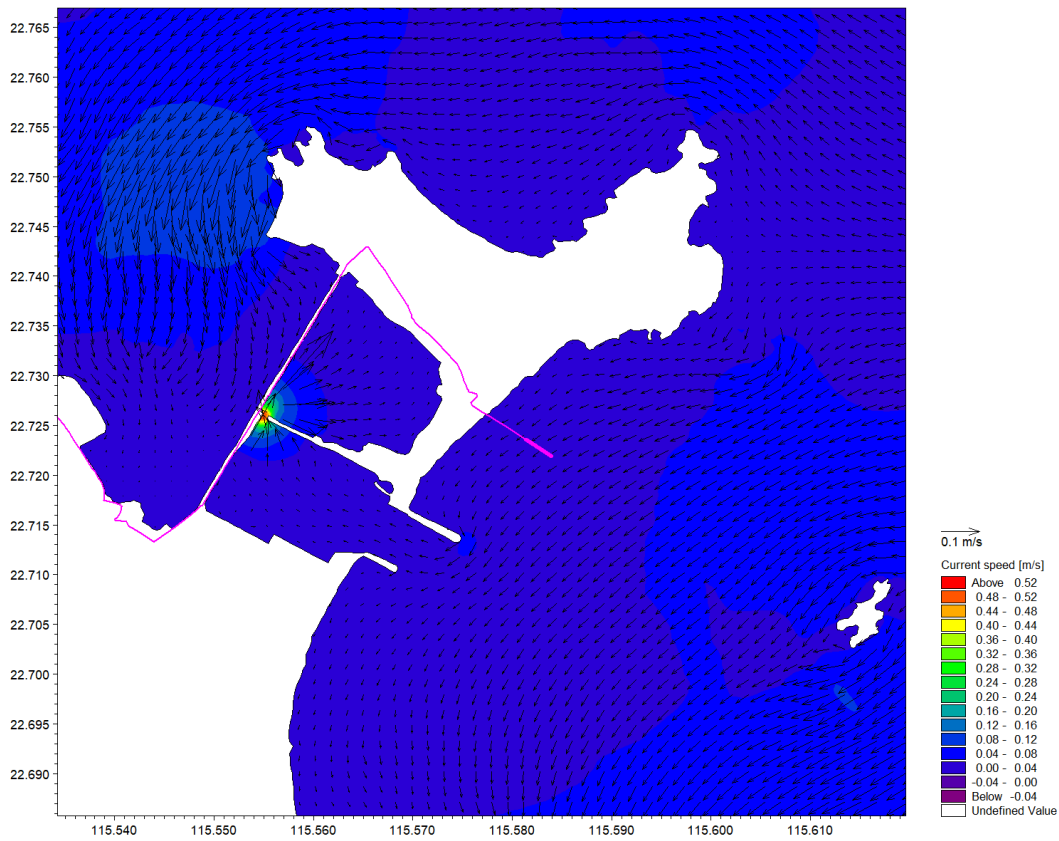 22.765
22.760
22.755
22.750
22.745
22.740
22.735
22.730
22.725
22.720
22.715
22.710
22.705
22.700
22.695
22.690
115.540 115.550 115.560 115.570 115.580 115.590 115.600 115.610
0.1 m/s
Current speed [m/s]
Above 0.52
0.48 - 0.52
0.44 - 0.48
0.40 - 0.44
0.36 - 0.40
0.32 - 0.36
0.28 - 0.32
0.24 - 0.28
0.20 - 0.24
0.16 - 0.20
0.12 - 0.16
0.08 - 0.12
0.04 - 0.08
0.00 - 0.04
-0.04 - 0.00
Below -0.04
Undefined Value